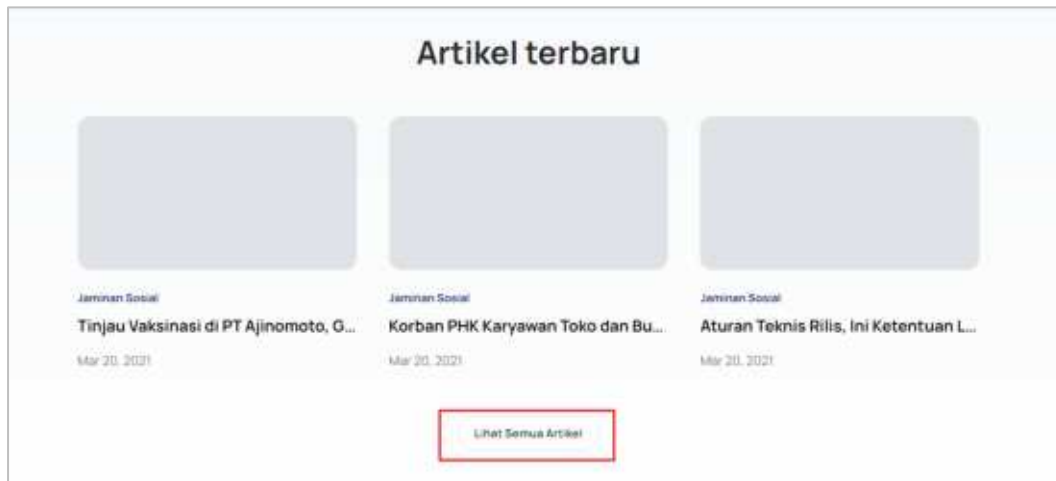 Artikel terbaru
Jaminan Sosial
Tinjau Vaksinasi di PT Ajinomoto, G...
Mar 20, 2021
Jaminan Sosial
Korban PHK Karyawan Toko dan Bu...
Mar 20, 2021
Jaminan Sosial
Aturan Teknis Rilis, Ini Ketentuan L...
Mar 20, 2021
Lihat Semua Artikel